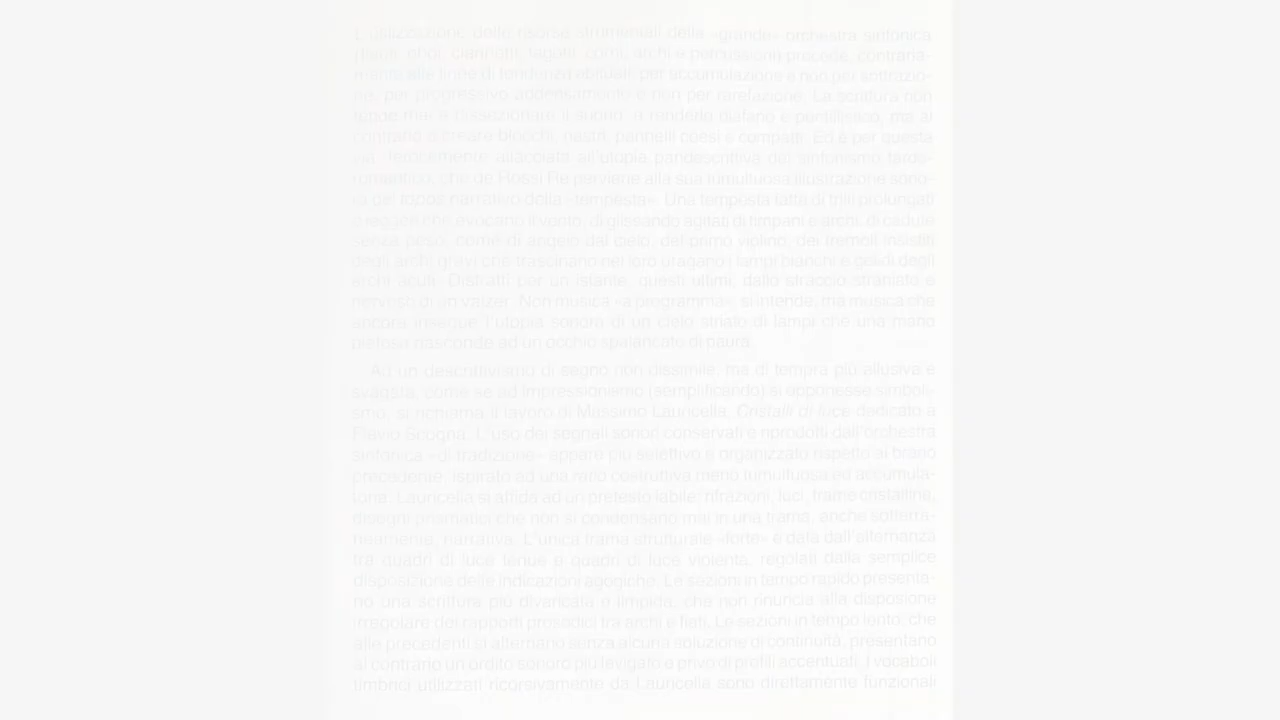 L'utilizzazione delle risorse strumentali della «grande» orchestra sinfonica
(flauti, oboi, clarinetti, fagotti, corni, archi e percussioni) procede, contraria-
mente alle linee di tendenza abituali, per accumulazione e non per sottrazio-
ne, per progressivo addensamento e non per rarefazione. La scrittura non
tende mai a dissezionare il suono, a renderlo diafano e puntillistico, ma al
contrario a creare blocchi, nastri, pannelli coesi e compatti. Ed è per questa
via, ferocemente allacciata all'utopia pandescrittiva del sinfonismo tardo-
romantico, che de Rossi Re perviene alla sua tumultuosa illustrazione sono-
ra del topos narrativo della «tempesta». Una tempesta fatta di trilli prolungati
che evocano il vento, di glissando agitati di timpani e archi, di cadute
senza peso, come di angelo dal cielo, del primo violino, dei tremoli insistiti
degli archi gravi che trascinano nel loro uragano i lampi bianchi e gelidi degli
archi acuti. Distratti per un istante, questi ultimi, dallo straccio straniato e
nervoso di un valzer. Non musica «a programma», si intende, ma musica che
ancora insegue l'utopia sonora di un cielo striato di lampi che una mano
pietosa nasconde ad un occhio spalancato di paura.
Ad un descrittivismo di segno non dissimile, ma di tempra più allusiva e
svagata, come se ad impressionismo (semplificando) si opponesse simboli-
smo, si richiama il lavoro di Massimo Lauricella, Cristalli di luce dedicato a
Flavio Scogna. L'uso dei segnali sonori conservati e riprodotti dall'orchestra
sinfonica «di tradizione» appare più selettivo e organizzato rispetto al brano
precedente, ispirato ad una ratio costruttiva meno tumultuosa ed accumula-
toria. Lauricella si affida ad un pretesto labile: rifrazioni, luci, trame cristalline,
disegni prismatici che non si condensano mai in una trama, anche sotterra-
neamente, narrativa. L'unica trama strutturale «forte» è data dall'alternanza
tra quadri di luce tenue e quadri di luce violenta, regolati dalla semplice
disposizione delle indicazioni agogiche. Le sezioni in tempo rapido presenta-
no una scrittura più divaricata e limpida, che non rinuncia alla disposizione
irregolare dei rapporti prosodici tra archi e fiati. Le sezioni in tempo lento, che
alle precedenti si alternano senza alcuna soluzione di continuità, presentano
al contrario un ordito sonoro più levigato e privo di profili accentuati. I vocaboli
timbrici utilizzati ricorsivamente da Lauricella sono direttamente funzionali